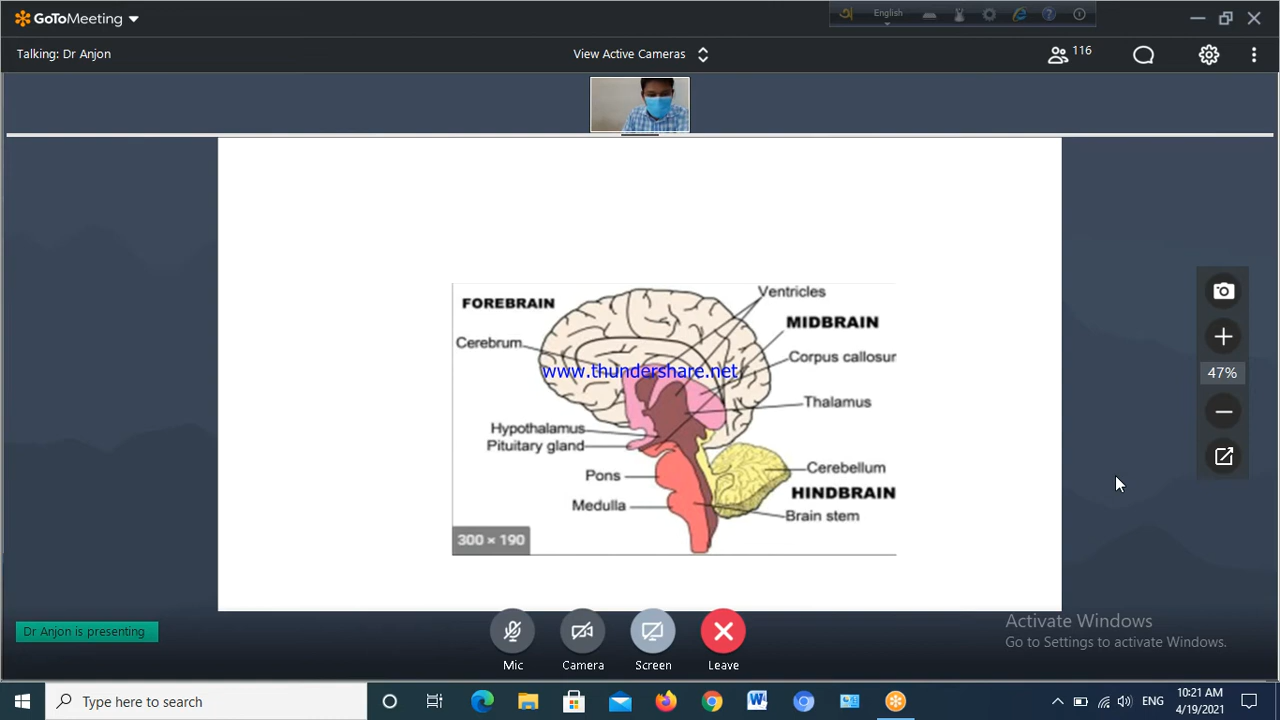 GoToMeeting
English
Talking: Dr Anjon
View Active Cameras
116
FOREBRAIN
Ventricles
MIDBRAIN
Cerebrum
Corpus callosur
www.thundershare.net
47%
Thalamus
Hypothalamus
Pituitary gland
Pons
Cerebellum
HINDBRAIN
Medulla
Brain stem
300 × 190
Dr Anjon is presenting
Activate Windows
Go to Settings to activate Windows.
Mic
Camera
Screen
Leave
Type here to search
ENG
10:21 AM
4/19/2021